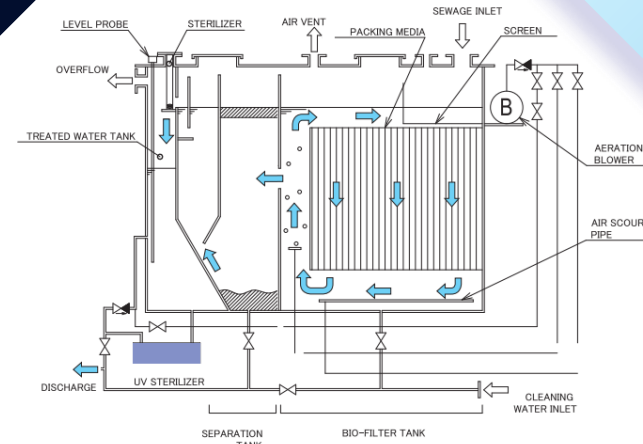 SEWAGE INLET
LEVEL PROBE
STERILIZER
AIR VENT
PACKING MEDIA
SCREEN
OVERFLOW
B
TREATED WATER TANK
AERATION
BLOWER
AIR SCOUR
PIPE
DISCHARGE
UV STERILIZER
CLEANING
WATER INLET
SEPARATION
TANK
BIO-FILTER TANK